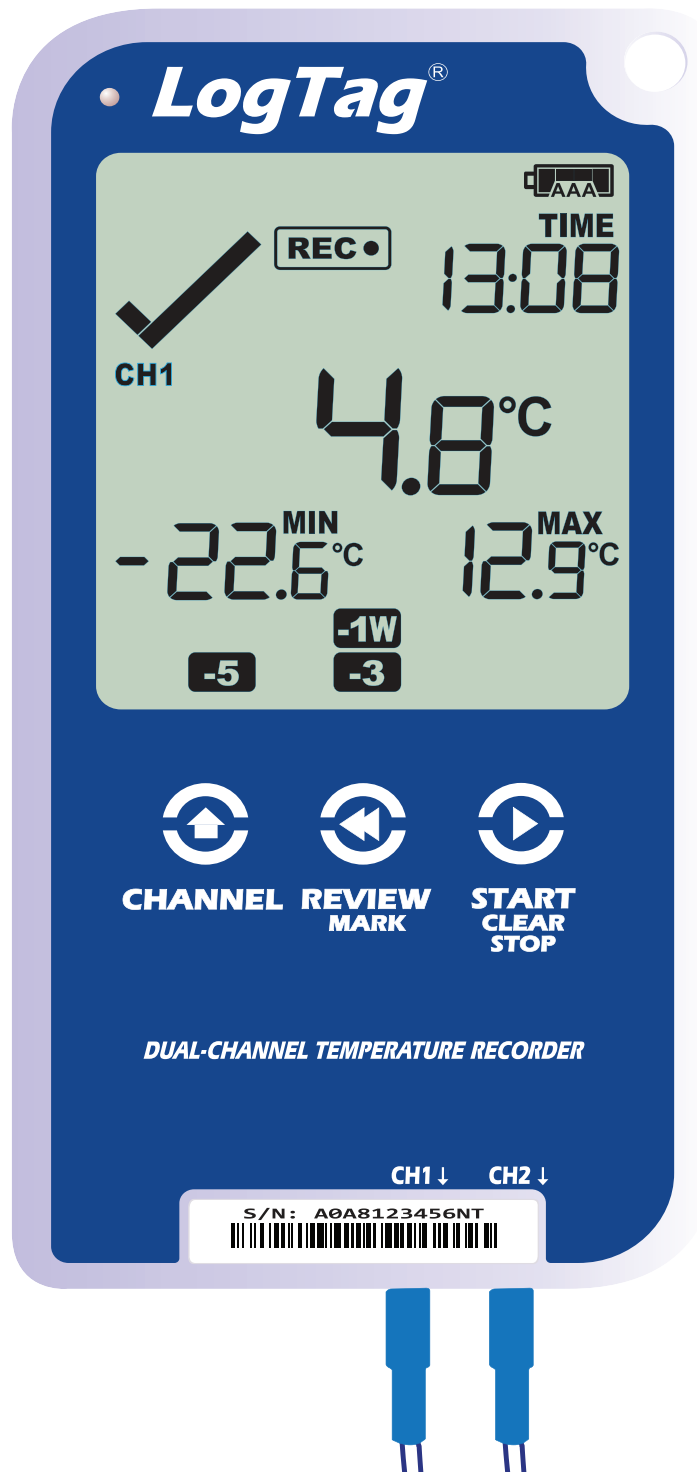 LogTag®
AAA
TIME
REC
13:08
CH1
4.8°C
MIN
-22.6°C
MAX
12.9°C
-1W
-5
-3
CHANNEL
REVIEW
MARK
START
CLEAR
STOP
DUAL-CHANNEL TEMPERATURE RECORDER
CH1↓ CH2↓
S/N: A0A8123456NT